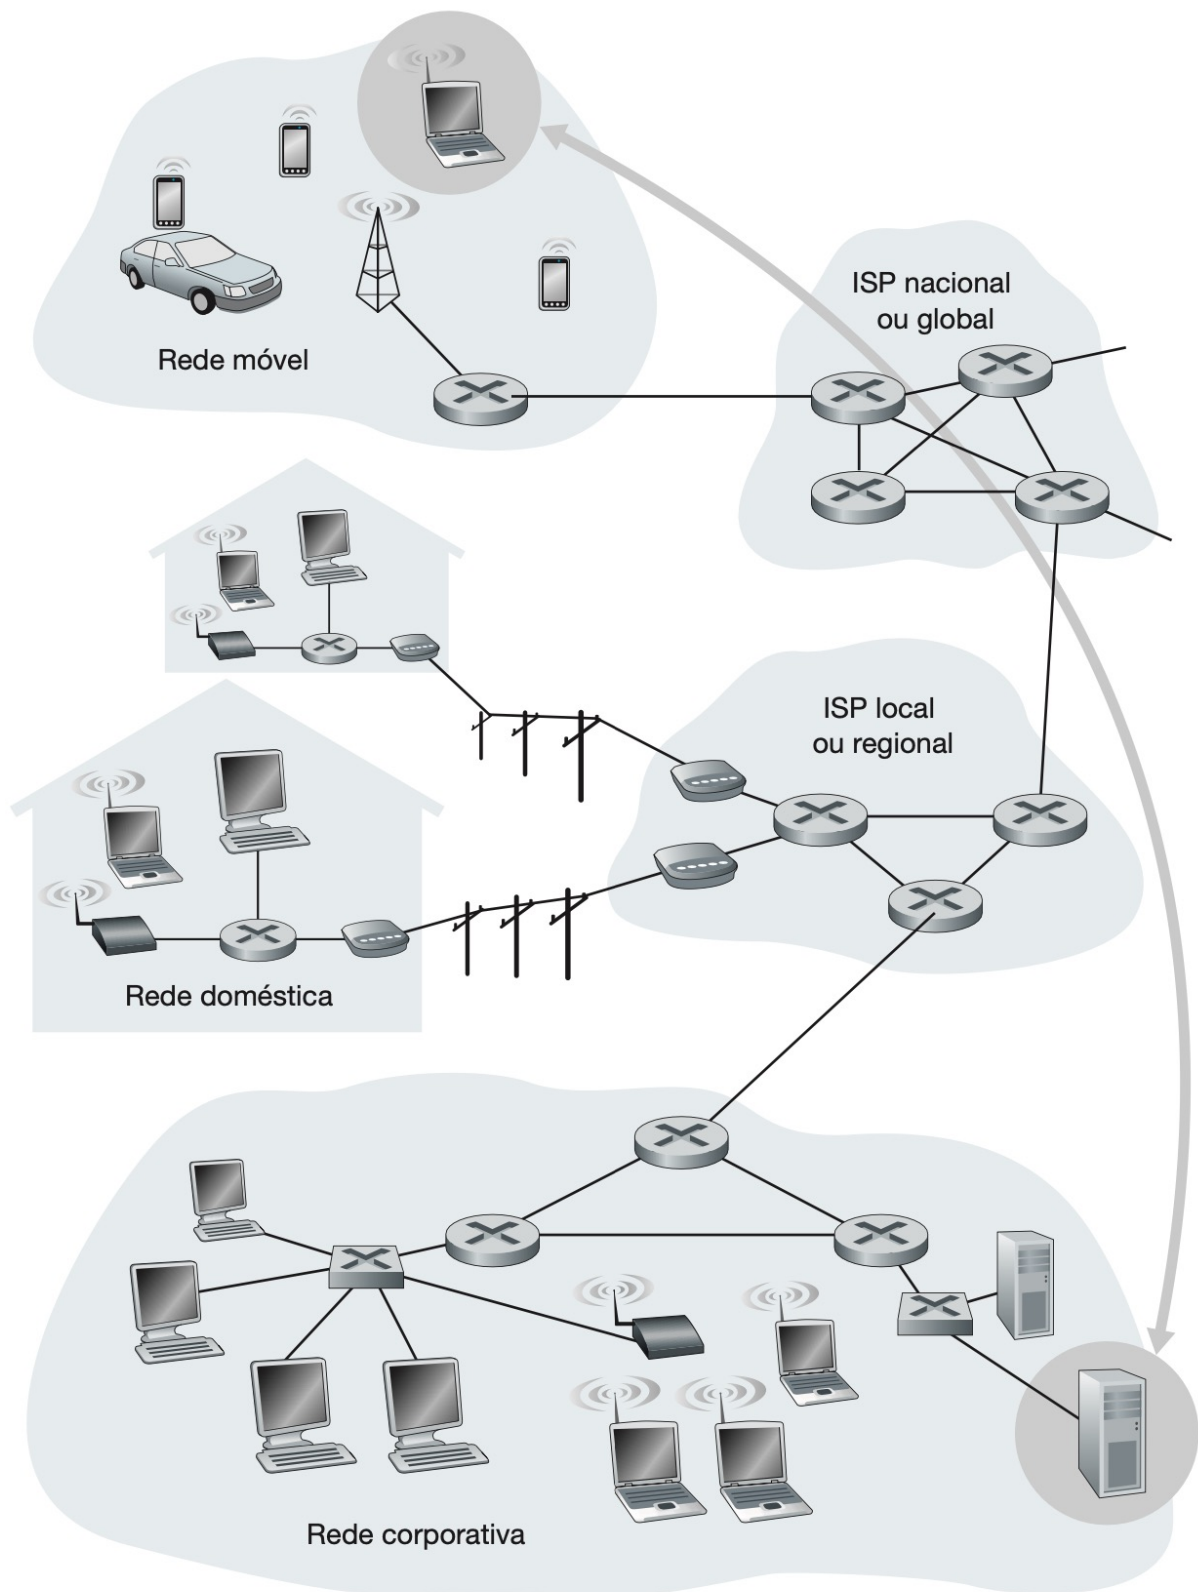 ISP nacional
ou global
Rede móvel
ISP local
ou regional
Rede doméstica
Rede corporativa